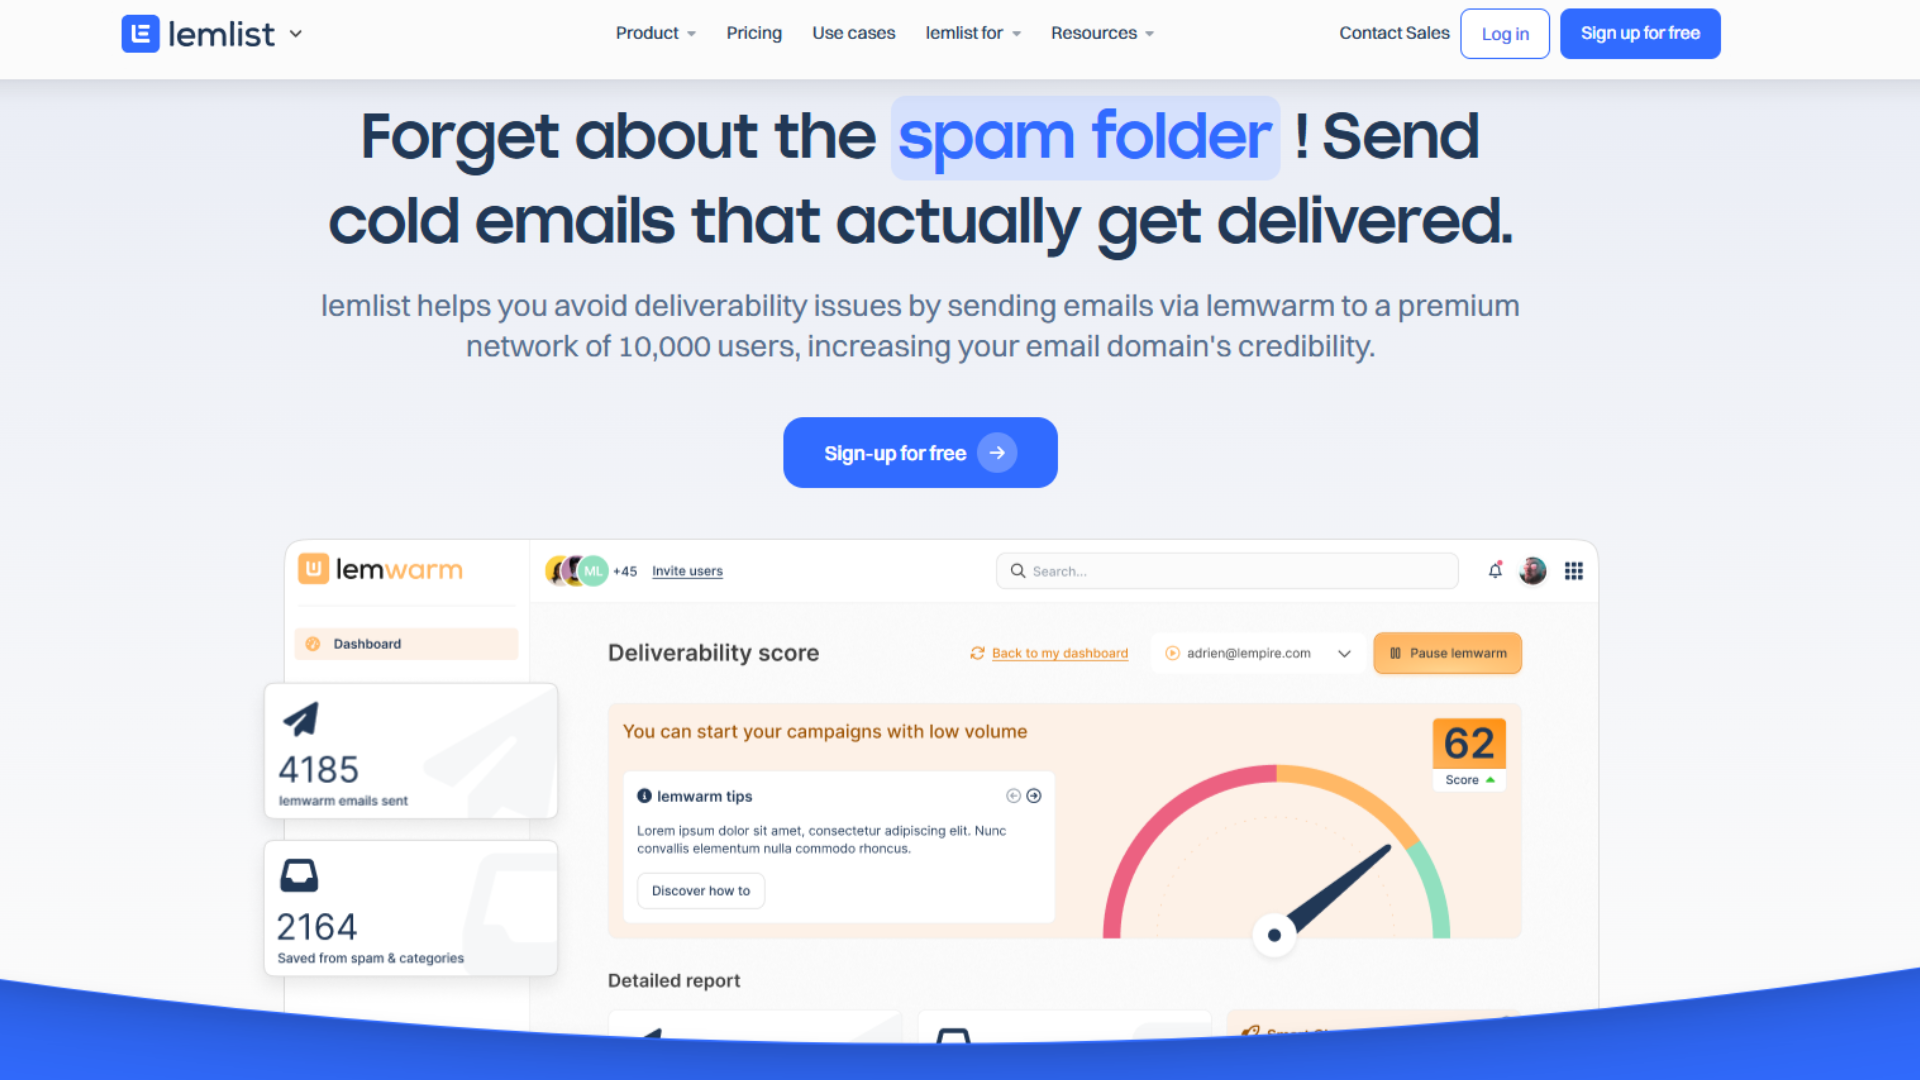 lemlist
Product
Pricing
Use cases
lemlist for
Resources
Contact Sales
Log in
Sign up for free
Forget about the spam folder ! Send
cold emails that actually get delivered.
lemlist helps you avoid deliverability issues by sending emails via lemwarm to a premium
network of 10,000 users, increasing your email domain's credibility.
Sign-up for free
lemwarm
ML +45 Invite users
Search...
Dashboard
Deliverability score
Back to my dashboard
adrien@lempire.com
Pause lemwarm
4185
lemwarm emails sent
2164
Saved from spam & categories
You can start your campaigns with low volume
62
Score
lemwarm tips
Lorem ipsum dolor sit amet, consectetur adipiscing elit. Nunc
convallis elementum nulla commodo rhoncus.
Discover how to
Detailed report